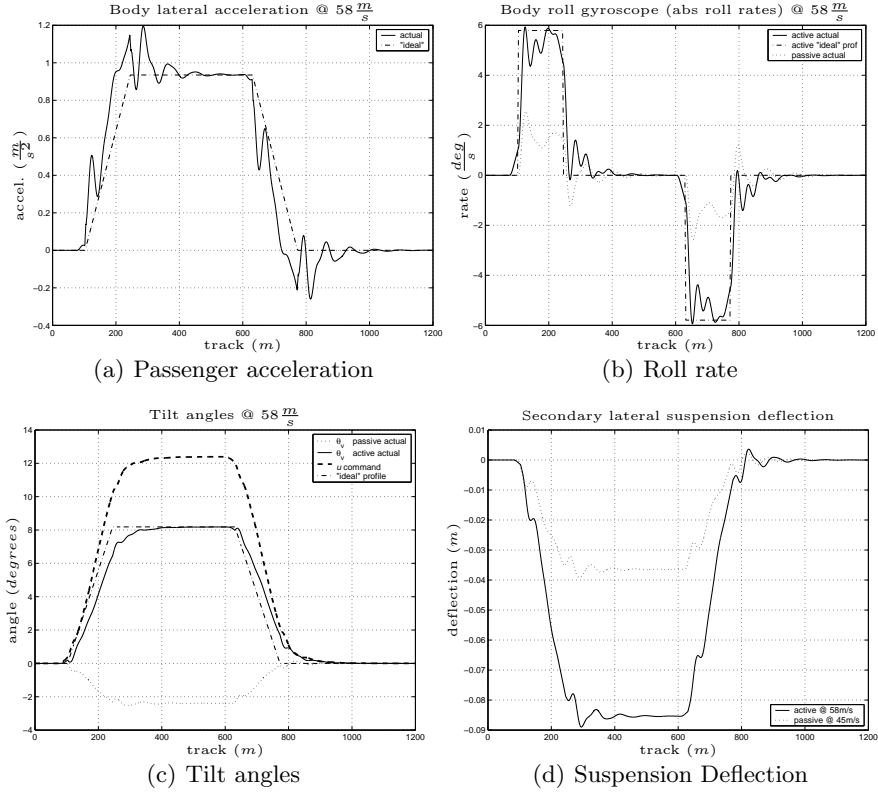 Body lateral acceleration @ 58 m/s
actual
"ideal"
1.2
1
0.8
0.6
0.4
0.2
0
−0.2
−0.4
accel. (m/s2)
0 200 400 600 800 1000 1200
track (m)
(a) Passenger acceleration
Body roll gyroscope (abs roll rates) @ 58 m/s
active actual
active "ideal" prof
passive actual
6
4
2
0
−2
−4
−6
rate (deg/s)
0 200 400 600 800 1000 1200
track (m)
(b) Roll rate
Tilt angles @ 58 m/s
θv passive actual
θv active actual
u command
"ideal" profile
14
12
10
8
6
4
2
0
−2
−4
angle (degrees)
0 200 400 600 800 1000 1200
track (m)
(c) Tilt angles
Secondary lateral suspension deflection
0.01
0
−0.01
−0.02
−0.03
−0.04
−0.05
−0.06
−0.07
−0.08
−0.09
deflection (m)
active @ 58m/s
passive @ 45m/s
0 200 400 600 800 1000 1200
track (m)
(d) Suspension Deflection